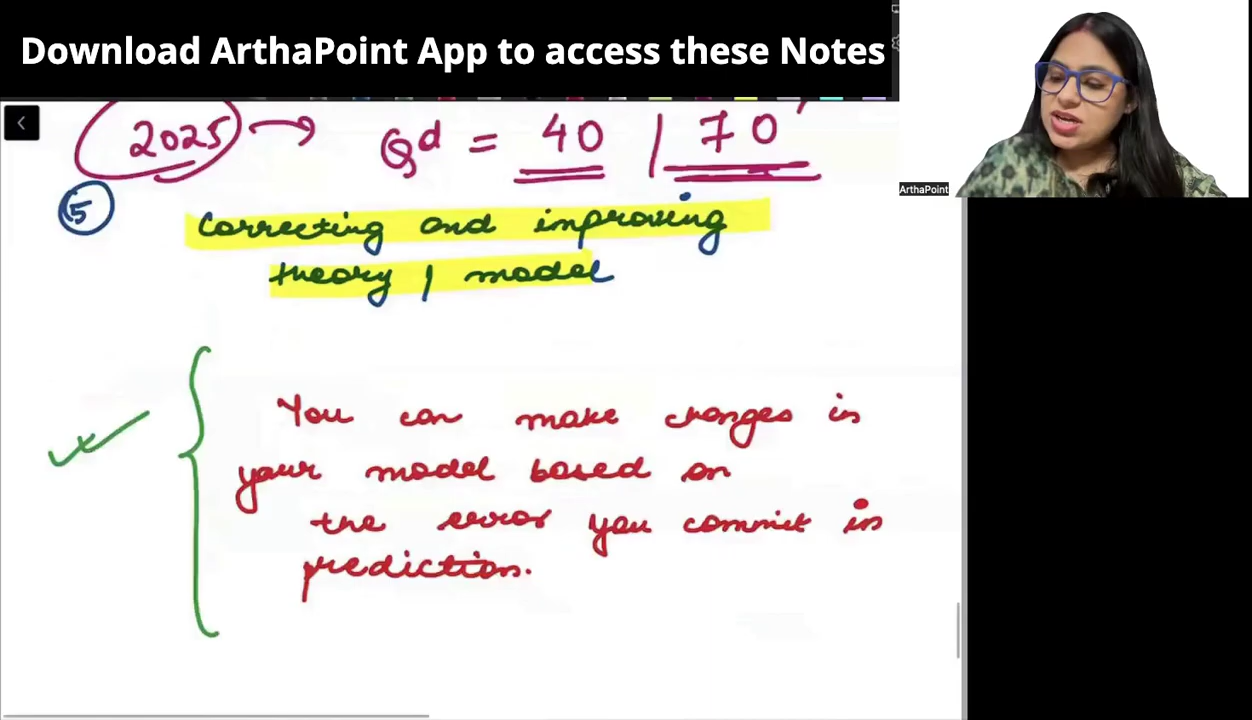 Download ArthaPoint App to access these Notes
2025 → Qd = 40 | 70
ArthaPoint
5
Correcting and improving
theory / model
You can make changes in
your model based on
the error you commit in
prediction.